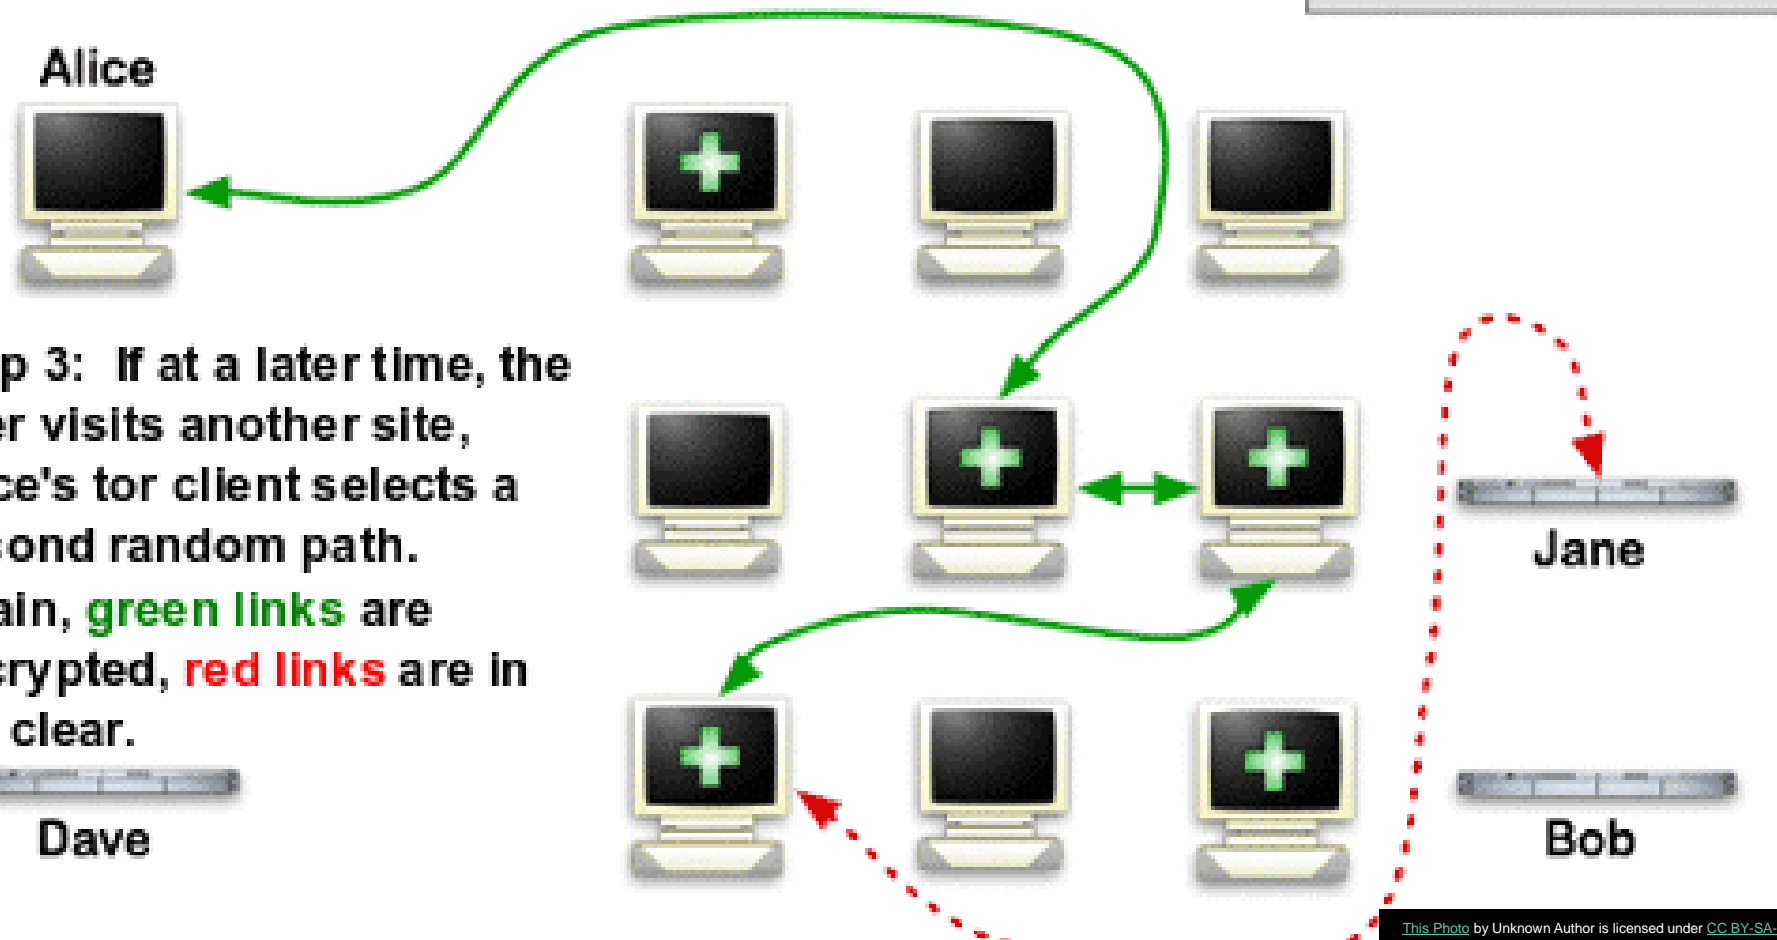 Alice
p 3: If at a later time, the
er visits another site,
ce's tor client selects a
cond random path.
ain, green links are
crypted, red links are in
clear.
Dave
Jane
Bob
This Photo by Unknown Author is licensed under CC BY-SA-